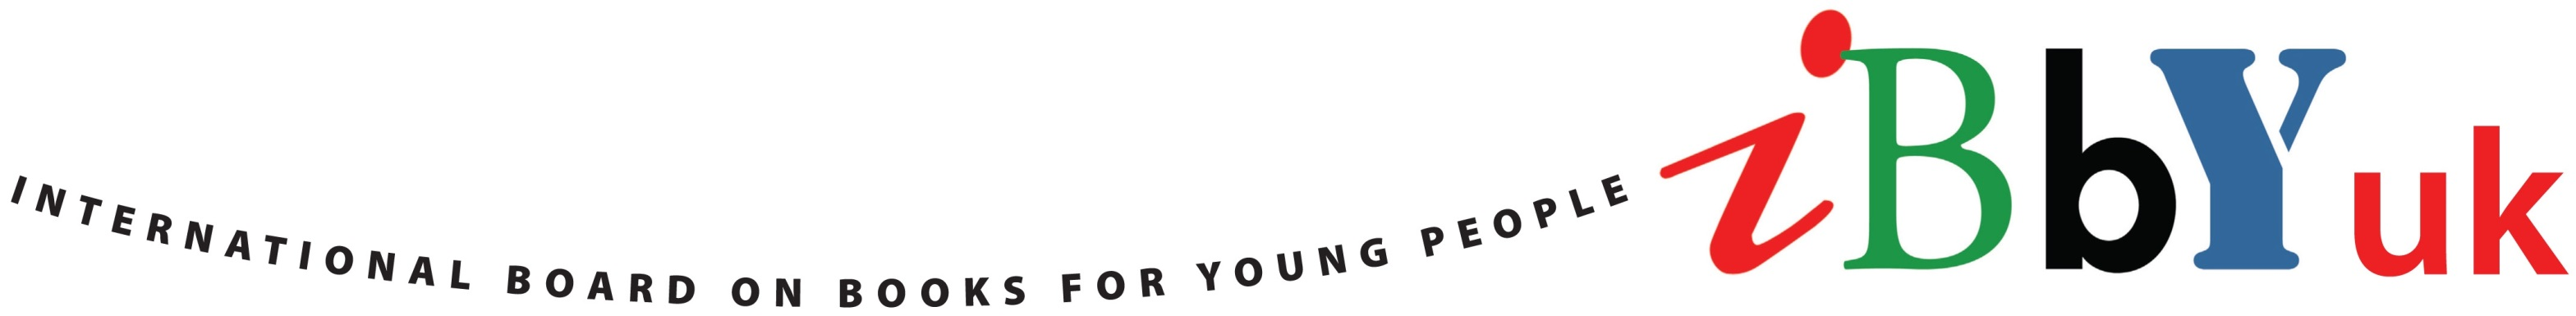 INTERNATIONAL BOARD ON BOOKS FOR YOUNG PEOPLE
iBbY uk